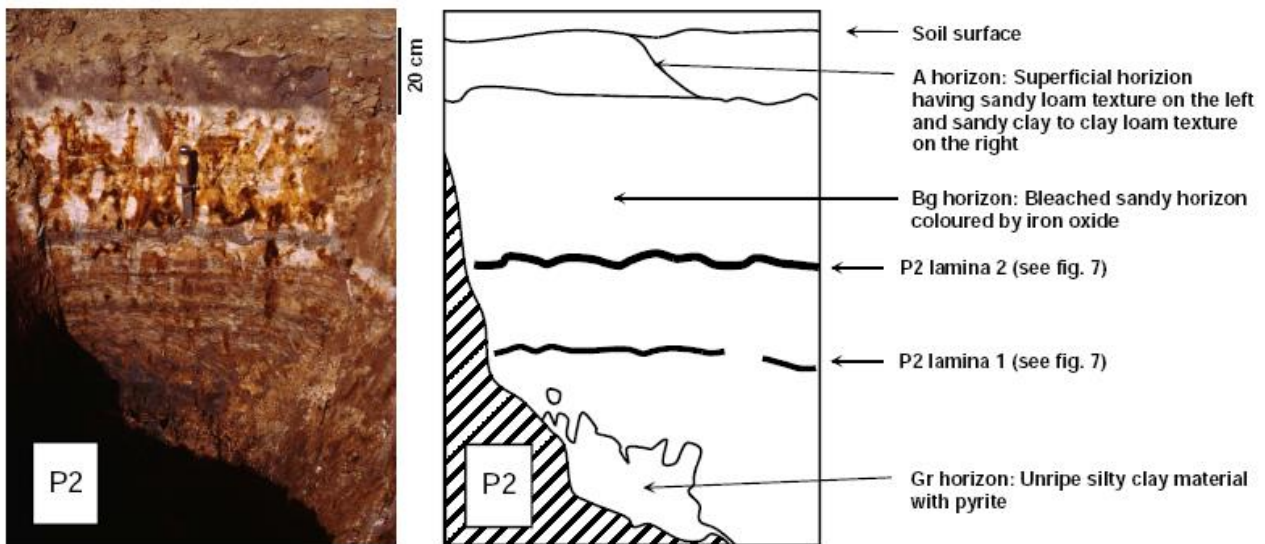 P2
20 cm
P2
Soil surface
A horizon: Superficial horizion
having sandy loam texture on the left
and sandy clay to clay loam texture
on the right
Bg horizon: Bleached sandy horizon
coloured by iron oxide
P2 lamina 2 (see fig. 7)
P2 lamina 1 (see fig. 7)
Gr horizon: Unripe silty clay material
with pyrite